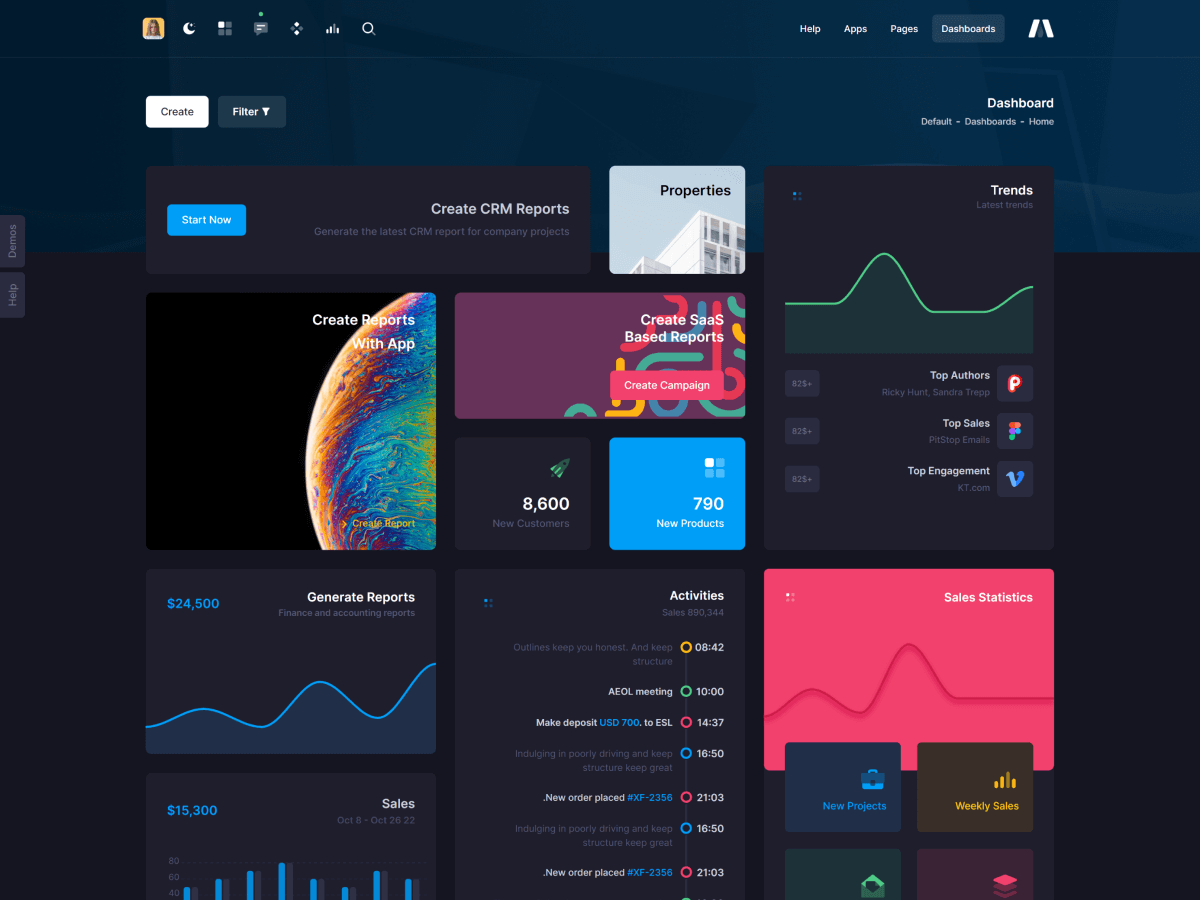 Help
Apps
Pages
Dashboards
Create
Filter
Dashboard
Default - Dashboards - Home
Demos
Help
Start Now
Create CRM Reports
Generate the latest CRM report for company projects
Properties
Trends
Latest trends
82$+
Top Authors
Ricky Hunt, Sandra Trepp
82$+
Top Sales
PitStop Emails
82$+
Top Engagement
KT.com
Create Reports
With App
Create Report
Create SaaS
Based Reports
Create Campaign
8,600
New Customers
790
New Products
$24,500
Generate Reports
Finance and accounting reports
Activities
Sales 890,344
Outlines keep you honest. And keep
structure
08:42
AEOL meeting
10:00
Make deposit USD 700. to ESL
14:37
Indulging in poorly driving and keep
structure keep great
16:50
.New order placed #XF-2356
21:03
Indulging in poorly driving and keep
structure keep great
16:50
.New order placed #XF-2356
21:03
Sales Statistics
New Projects
Weekly Sales
$15,300
Sales
Oct 8 - Oct 26 22
80
60
40